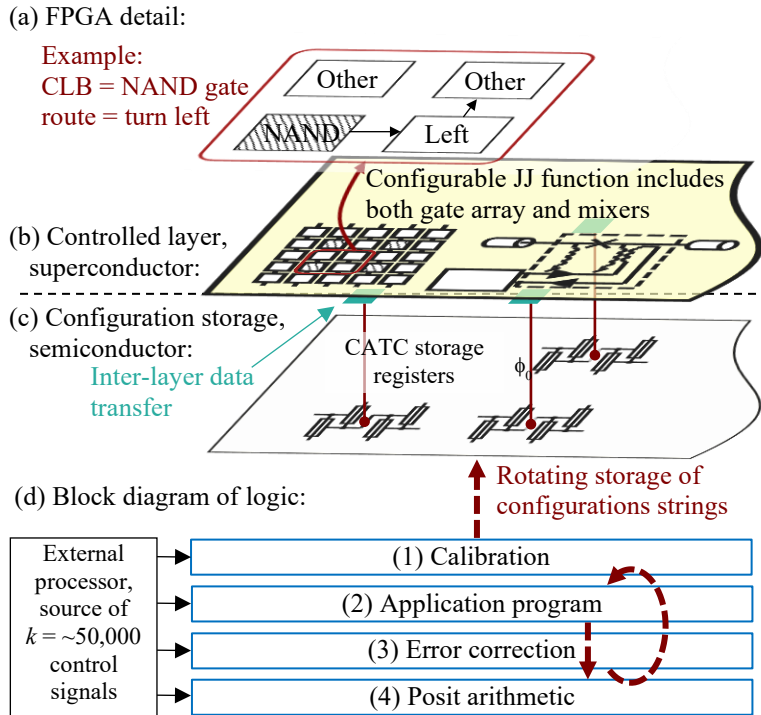 (a) FPGA detail:
Example:
CLB = NAND gate
route = turn left
Other
Other
NAND
Left
Configurable JJ function includes
both gate array and mixers
(b) Controlled layer,
superconductor:
(c) Configuration storage,
semiconductor:
Inter-layer data
transfer
CATC storage
registers
ϕ₀
Rotating storage of
configurations strings
(d) Block diagram of logic:
External
processor,
source of
k = ~50,000
control
signals
(1) Calibration
(2) Application program
(3) Error correction
(4) Posit arithmetic